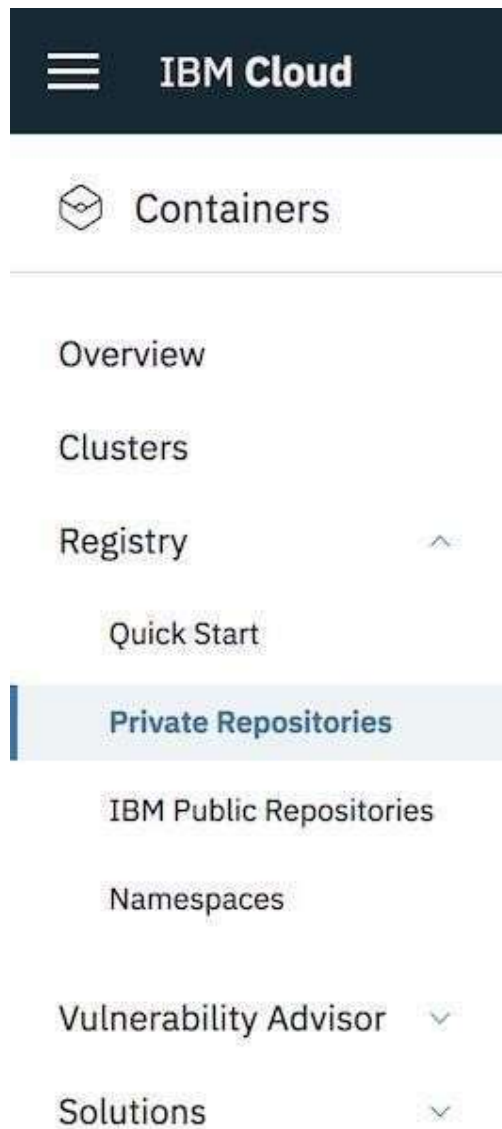 IBM Cloud
Containers
Overview
Clusters
Registry
Quick Start
Private Repositories
IBM Public Repositories
Namespaces
Vulnerability Advisor
Solutions